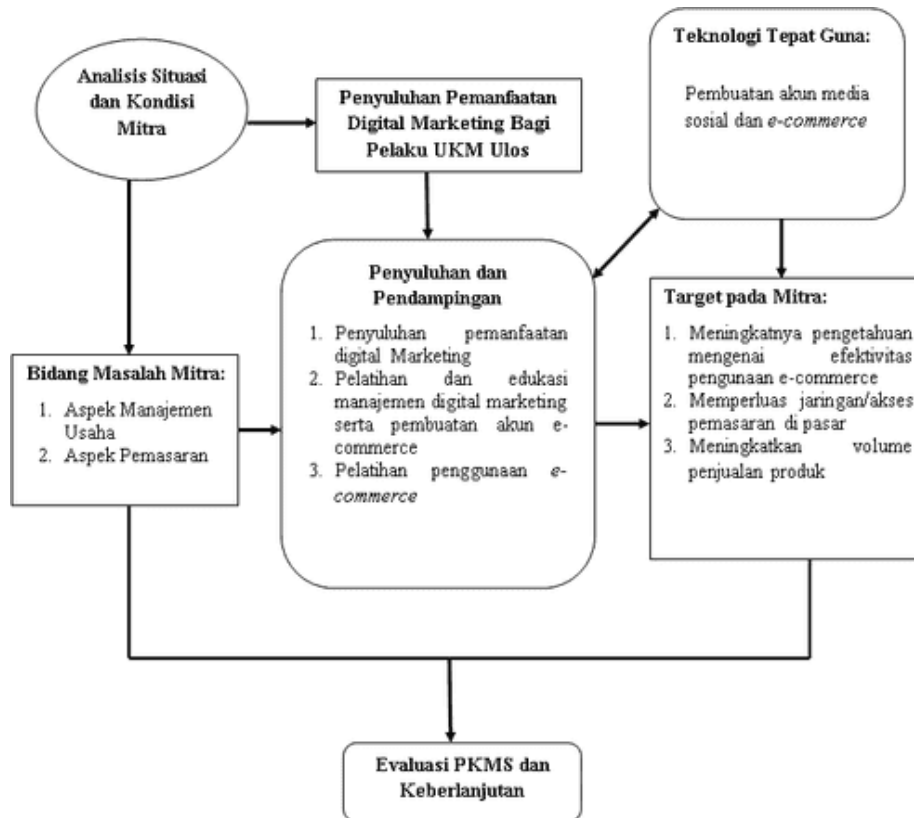 Analisis Situasi
dan Kondisi
Mitra
Penyuluhan Pemanfaatan
Digital Marketing Bagi
Pelaku UKM Ulos
Teknologi Tepat Guna:
Pembuatan akun media
sosial dan e-commerce
Bidang Masalah Mitra:
1. Aspek Manajemen
Usaha
2. Aspek Pemasaran
Penyuluhan dan
Pendampingan
1. Penyuluhan pemanfaatan
digital Marketing
2. Pelatihan dan edukasi
manajemen digital marketing
serta pembuatan akun e-
commerce
3. Pelatihan penggunaan e-
commerce
Target pada Mitra:
1. Meningkatnya pengetahuan
mengenai efektivitas
pengunaan e-commerce
2. Memperluas jaringan/akses
pemasaran di pasar
3. Meningkatkan volume
penjualan produk
Evaluasi PKMS dan
Keberlanjutan